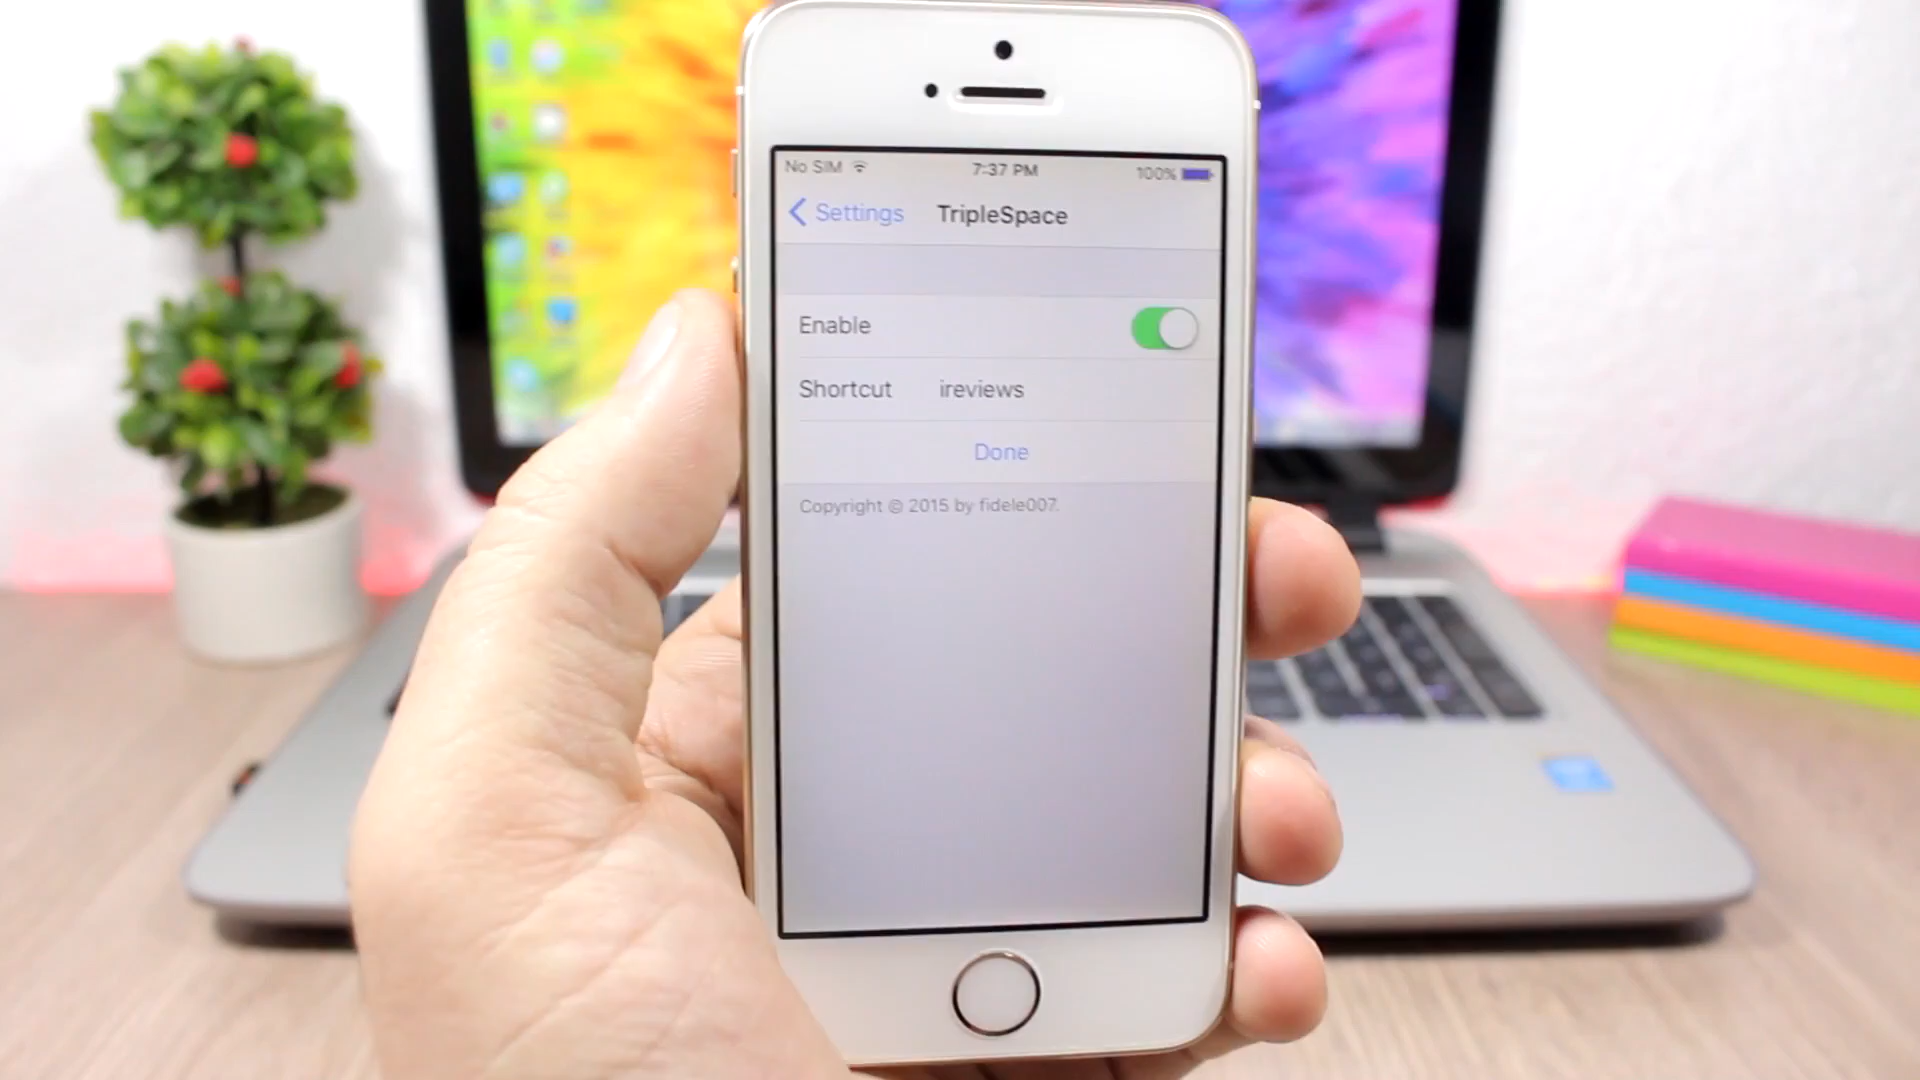 No SIM 7:37 PM 100%
Settings TripleSpace
Enable
Shortcut ireviews
Done
Copyright © 2015 by fidele007.